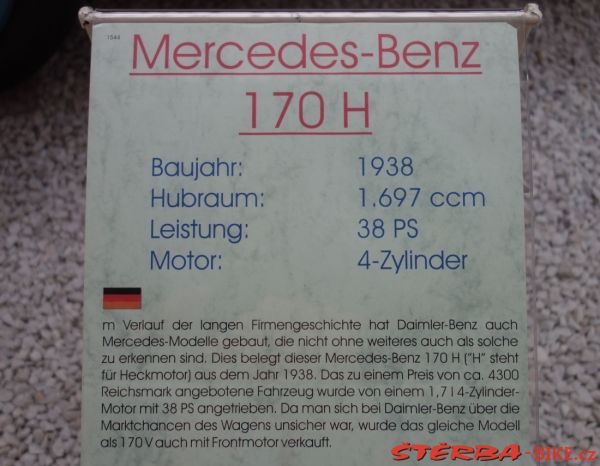 1544
Mercedes-Benz
170 H
Baujahr: 1938
Hubraum: 1.697 ccm
Leistung: 38 PS
Motor: 4-Zylinder
m Verlauf der langen Firmengeschichte hat Daimler-Benz auch
Mercedes-Modelle gebaut, die nicht ohne weiteres auch als solche
zu erkennen sind. Dies belegt dieser Mercedes-Benz 170 H ("H" steht
für Heckmotor) aus dem Jahr 1938. Das zu einem Preis von ca. 4300
Reichsmark angebotene Fahrzeug wurde von einem 1,7 l 4-Zylinder-
Motor mit 38 PS angetrieben. Da man sich bei Daimler-Benz über die
Marktchancen des Wagens unsicher war, wurde das gleiche Modell
als 170 V auch mit Frontmotor verkauft.
ŠTĚRBA-BIKE.cz